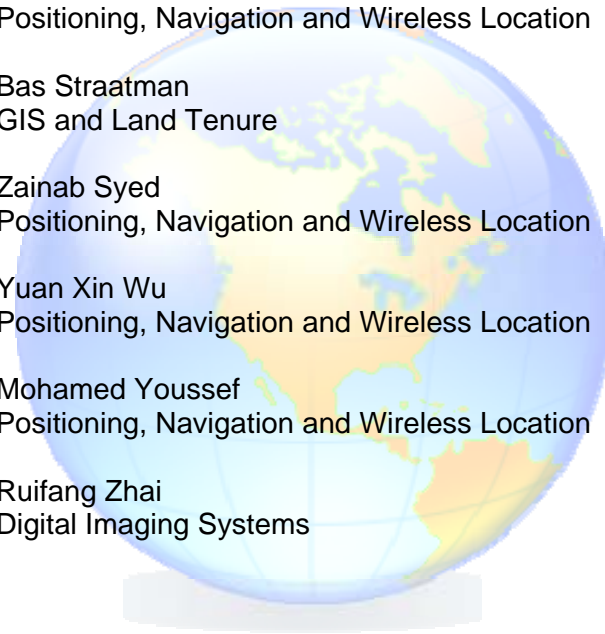 Positioning, Navigation and Wireless Location
Bas Straatman
GIS and Land Tenure
Zainab Syed
Positioning, Navigation and Wireless Location
Yuan Xin Wu
Positioning, Navigation and Wireless Location
Mohamed Youssef
Positioning, Navigation and Wireless Location
Ruifang Zhai
Digital Imaging Systems